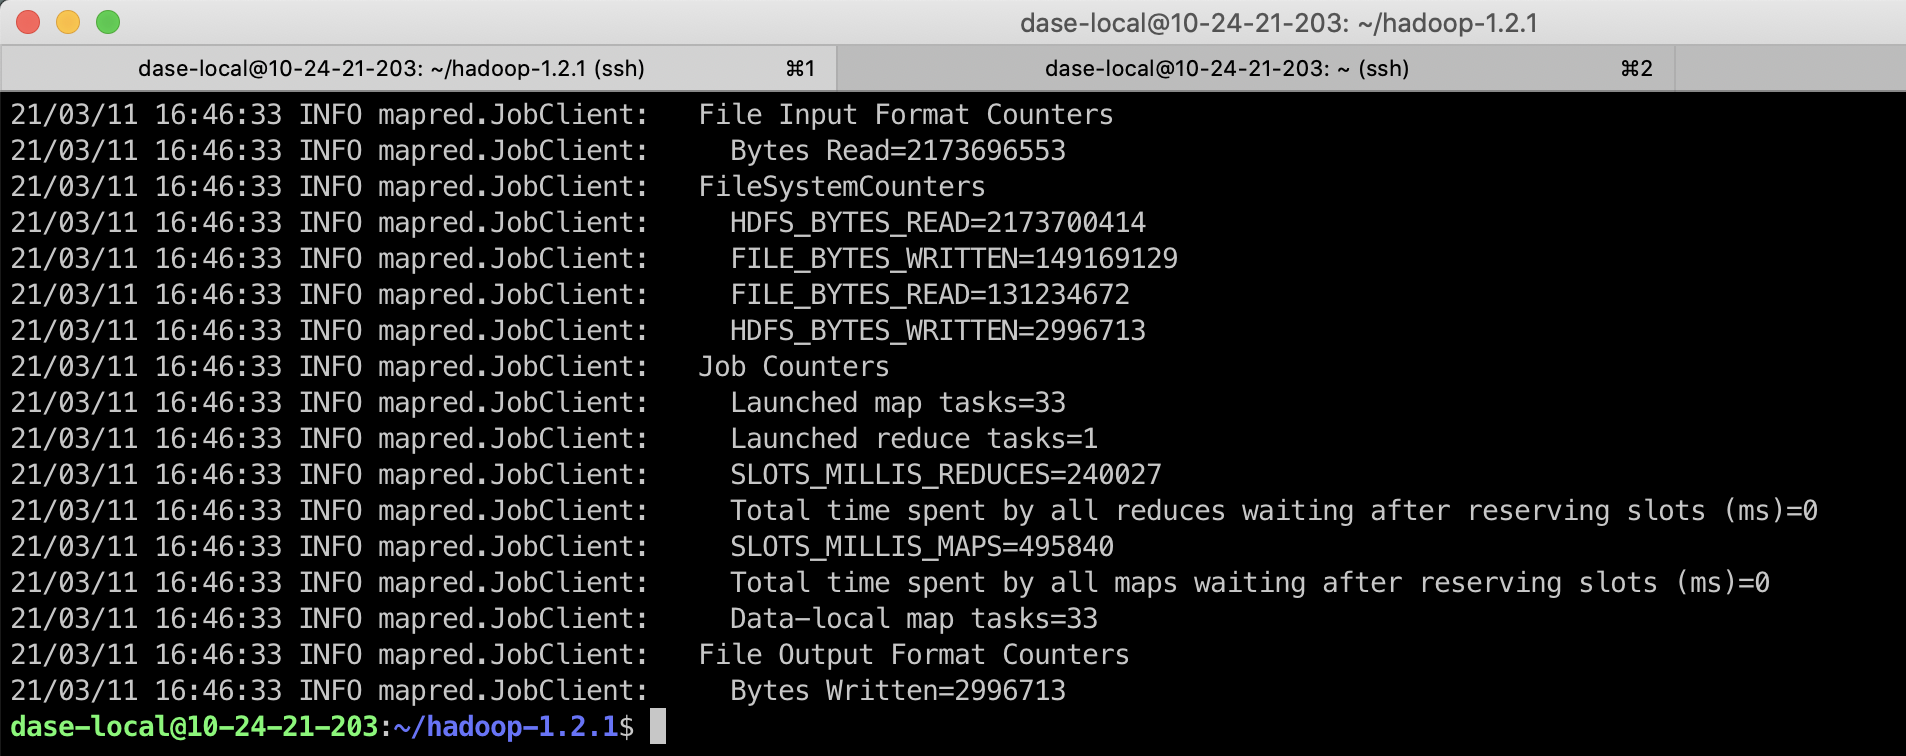 dase-local@10-24-21-203: ~/hadoop-1.2.1
dase-local@10-24-21-203: ~/hadoop-1.2.1 (ssh) ⌘1 dase-local@10-24-21-203: ~ (ssh) ⌘2
21/03/11 16:46:33 INFO mapred.JobClient:   File Input Format Counters
21/03/11 16:46:33 INFO mapred.JobClient:     Bytes Read=2173696553
21/03/11 16:46:33 INFO mapred.JobClient:   FileSystemCounters
21/03/11 16:46:33 INFO mapred.JobClient:     HDFS_BYTES_READ=2173700414
21/03/11 16:46:33 INFO mapred.JobClient:     FILE_BYTES_WRITTEN=149169129
21/03/11 16:46:33 INFO mapred.JobClient:     FILE_BYTES_READ=131234672
21/03/11 16:46:33 INFO mapred.JobClient:     HDFS_BYTES_WRITTEN=2996713
21/03/11 16:46:33 INFO mapred.JobClient:   Job Counters
21/03/11 16:46:33 INFO mapred.JobClient:     Launched map tasks=33
21/03/11 16:46:33 INFO mapred.JobClient:     Launched reduce tasks=1
21/03/11 16:46:33 INFO mapred.JobClient:     SLOTS_MILLIS_REDUCES=240027
21/03/11 16:46:33 INFO mapred.JobClient:     Total time spent by all reduces waiting after reserving slots (ms)=0
21/03/11 16:46:33 INFO mapred.JobClient:     SLOTS_MILLIS_MAPS=495840
21/03/11 16:46:33 INFO mapred.JobClient:     Total time spent by all maps waiting after reserving slots (ms)=0
21/03/11 16:46:33 INFO mapred.JobClient:     Data-local map tasks=33
21/03/11 16:46:33 INFO mapred.JobClient:   File Output Format Counters
21/03/11 16:46:33 INFO mapred.JobClient:     Bytes Written=2996713
dase-local@10-24-21-203:~/hadoop-1.2.1$